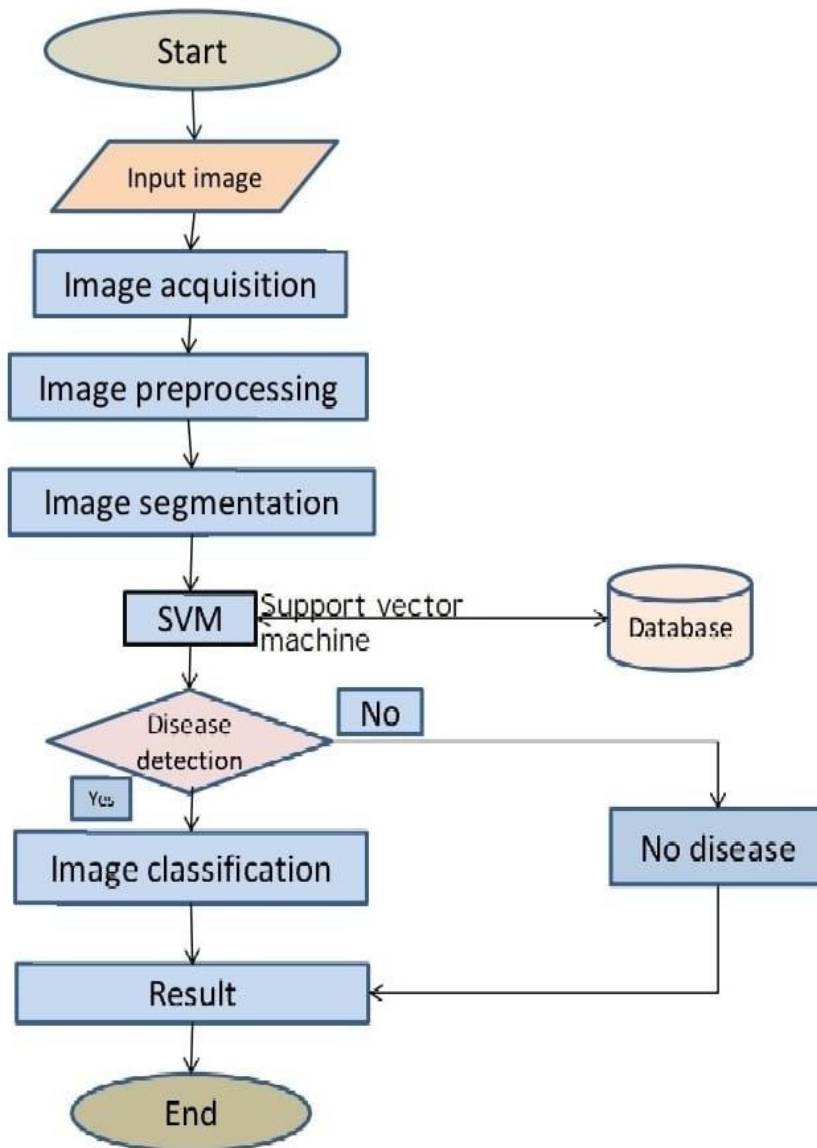 Start
Input image
Image acquisition
Image preprocessing
Image segmentation
SVM
Support vector
machine
Database
Disease
detection
No
Yes
Image classification
No disease
Result
End